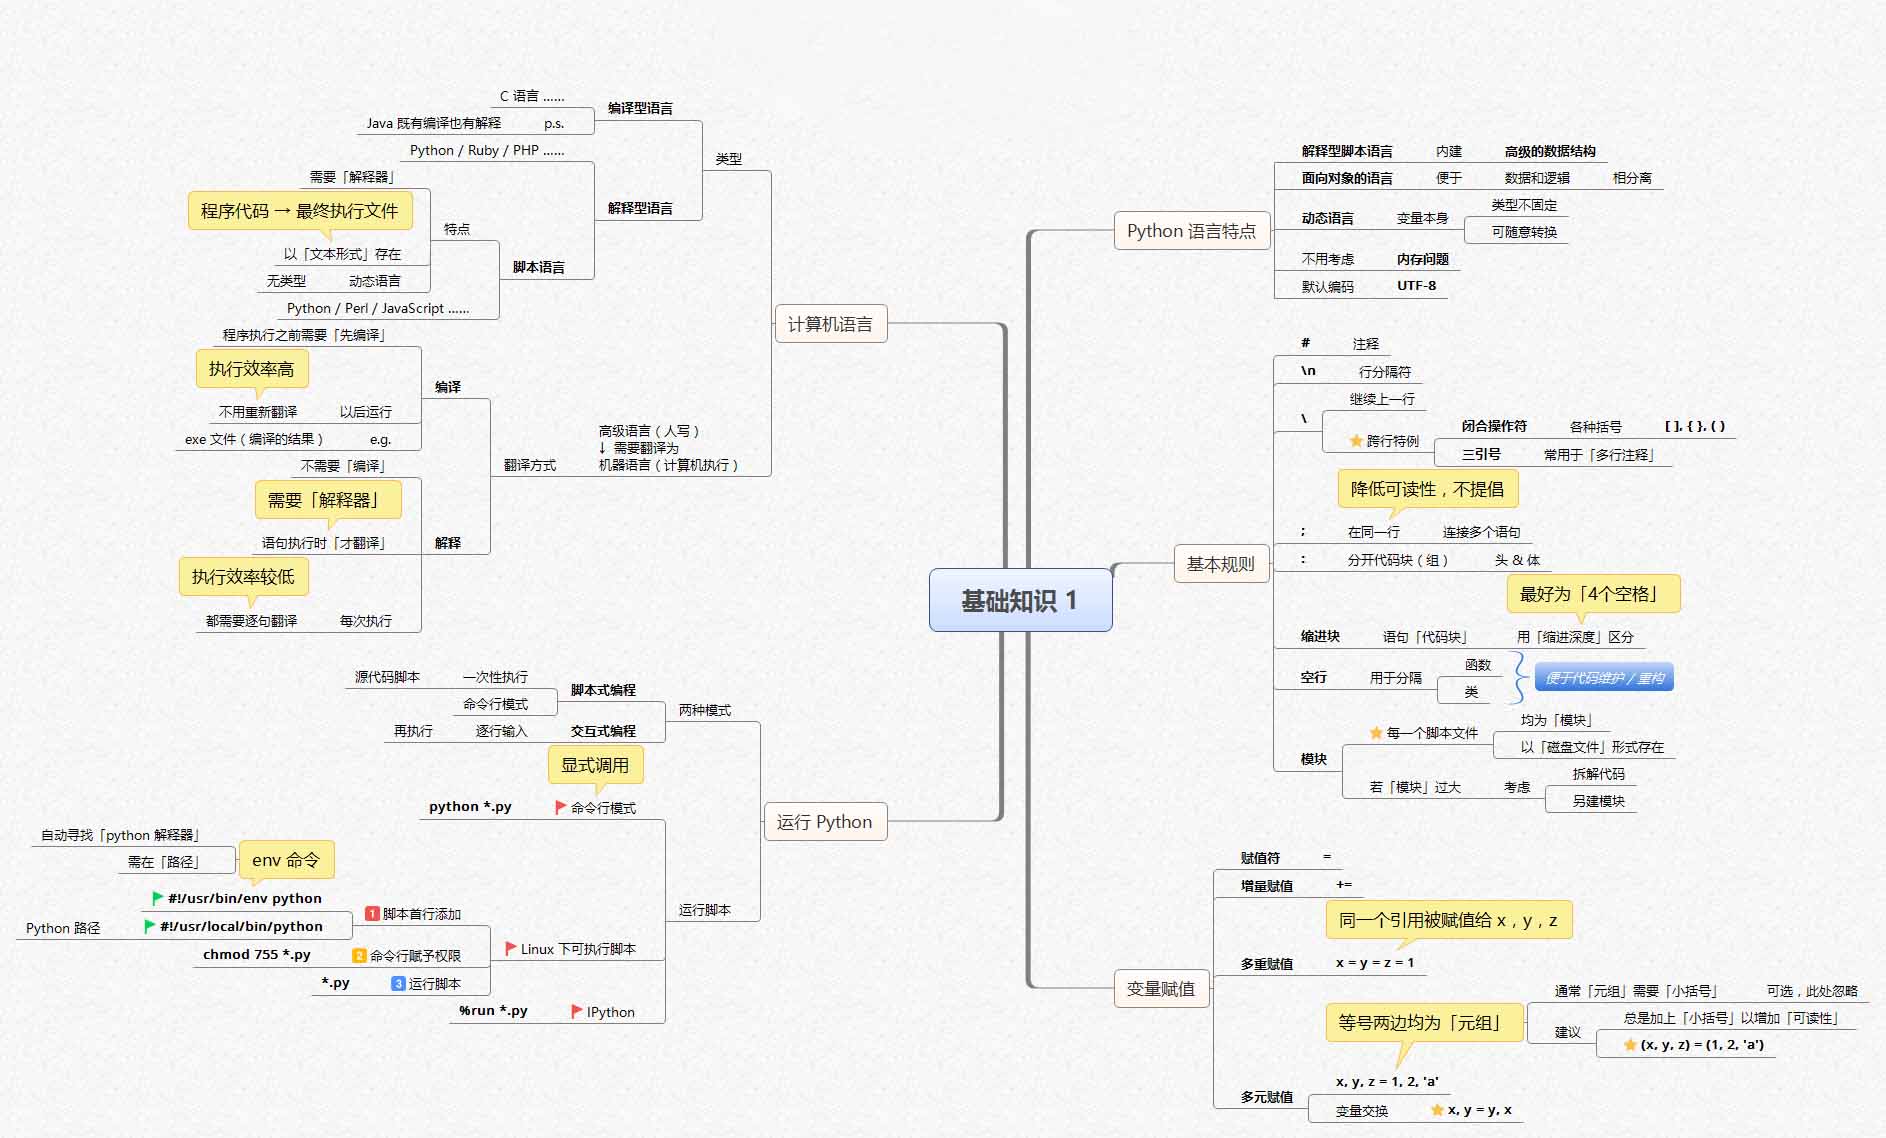 基础知识 1
Python 语言特点
解释型脚本语言 内建 高级的数据结构
面向对象的语言 便于 数据和逻辑 相分离
动态语言 变量本身
类型不固定
可随意转换
不用考虑 内存问题
默认编码 UTF-8
基本规则
# 注释
\n 行分隔符
\
继续上一行
跨行特例
闭合操作符 各种括号 [ ], { }, ( )
三引号 常用于「多行注释」
降低可读性，不提倡
; 在同一行 连接多个语句
: 分开代码块（组） 头 & 体
最好为「4个空格」
缩进块 语句「代码块」 用「缩进深度」区分
空行 用于分隔
函数
类
便于代码维护 / 重构
模块
每一个脚本文件
均为「模块」
以「磁盘文件」形式存在
若「模块」过大 考虑
拆解代码
另建模块
变量赋值
赋值符 =
增量赋值 +=
同一个引用被赋值给 x，y，z
多重赋值 x = y = z = 1
等号两边均为「元组」
通常「元组」需要「小括号」 可选，此处忽略
建议
总是加上「小括号」以增加「可读性」
(x, y, z) = (1, 2, 'a')
多元赋值
x, y, z = 1, 2, 'a'
变量交换 x, y = y, x
计算机语言
类型
编译型语言
C 语言 ......
Java 既有编译也有解释 p.s.
解释型语言
Python / Ruby / PHP ......
脚本语言
特点
需要「解释器」
程序代码 → 最终执行文件
以「文本形式」存在
无类型 动态语言
Python / Perl / JavaScript ......
高级语言（人写）
↓ 需要翻译为
机器语言（计算机执行）
翻译方式
编译
程序执行之前需要「先编译」
执行效率高
不用重新翻译 以后运行
exe 文件（编译的结果） e.g.
解释
不需要「编译」
需要「解释器」
语句执行时「才翻译」
执行效率较低
都需要逐句翻译 每次执行
运行 Python
两种模式
脚本式编程
源代码脚本 一次性执行
命令行模式
再执行 逐行输入 交互式编程
运行脚本
显式调用
python *.py 命令行模式
Linux 下可执行脚本
1 脚本首行添加
自动寻找「python 解释器」
需在「路径」
env 命令
#!/usr/bin/env python
Python 路径 #!/usr/local/bin/python
chmod 755 *.py 2 命令行赋予权限
*.py 3 运行脚本
%run *.py IPython